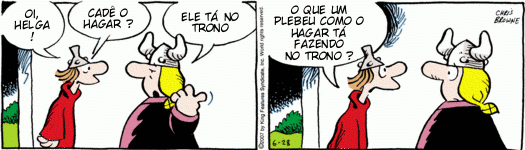 OI,
HELGA
!
CADÊ O
HAGAR ?
ELE TÁ NO
TRONO
©2007 by King Features Syndicate, Inc. World rights reserved.
O QUE UM
PLEBEU COMO O
HAGAR TÁ
FAZENDO
NO TRONO ?
CHRIS
BROWNE
6-28